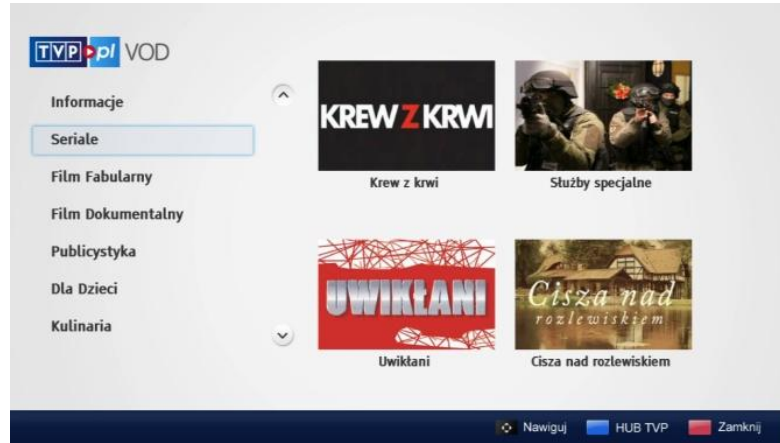 TVP pl VOD
Informacje
Seriale
Film Fabularny
Film Dokumentalny
Publicystyka
Dla Dzieci
Kulinaria
KREW Z KRWI
Krew z krwi
Służby specjalne
UWIKŁANI
Uwikłani
Cisza nad
rozlewiskiem
Cisza nad rozlewiskiem
Nawiguj HUB TVP Zamknij